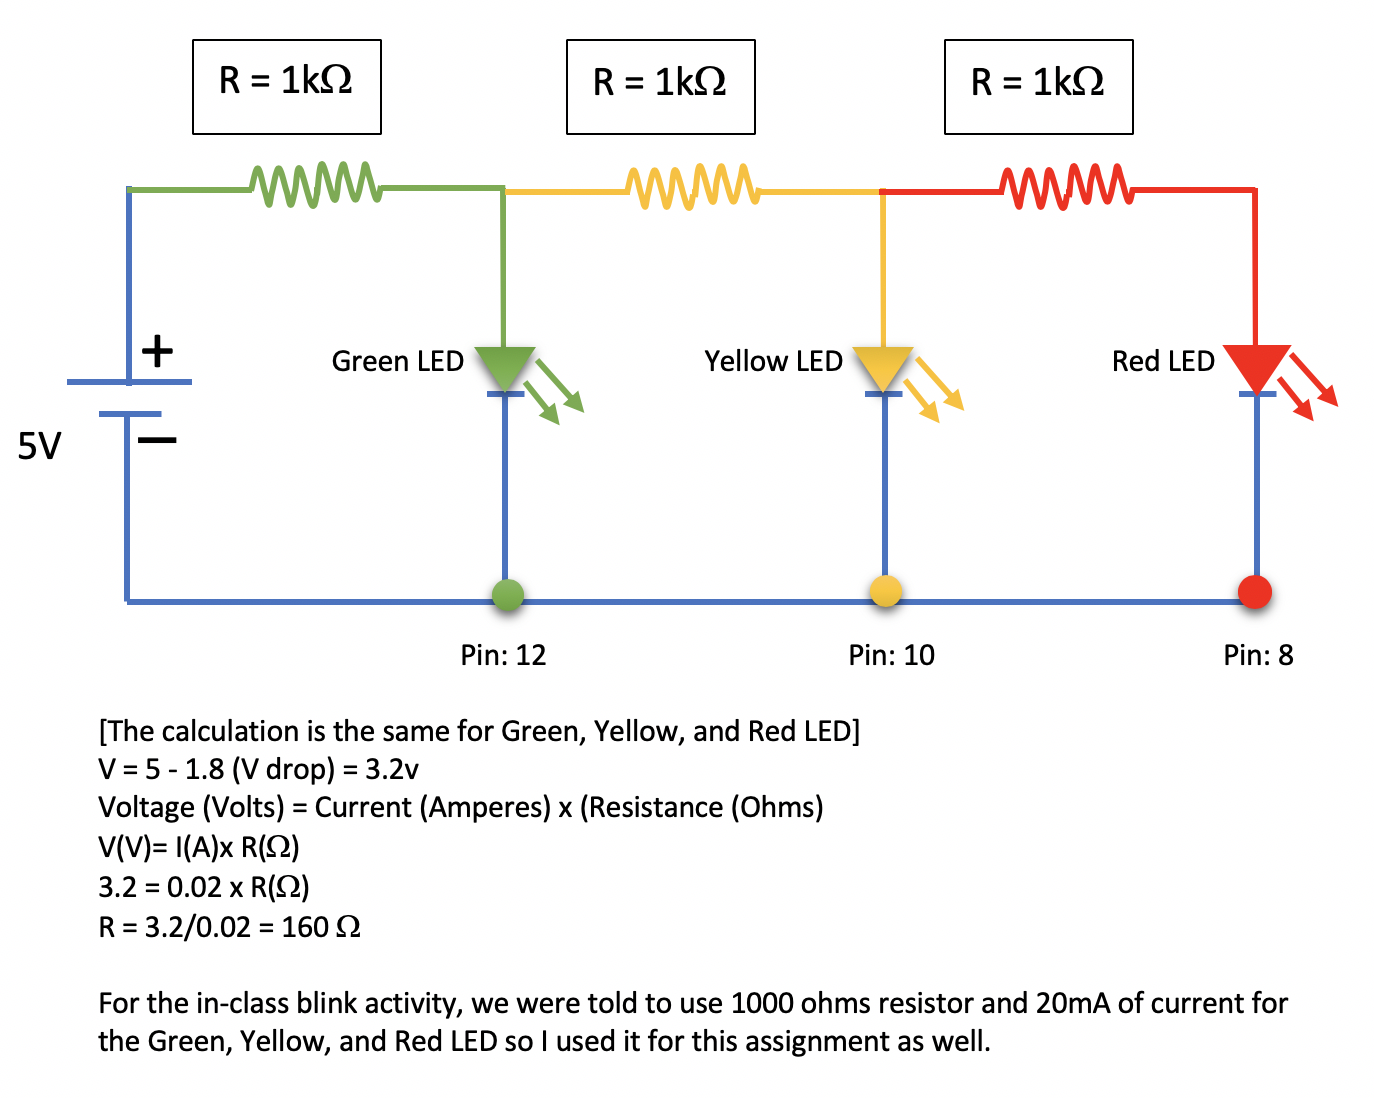 R = 1kΩ
R = 1kΩ
R = 1kΩ
Green LED
Yellow LED
Red LED
+
−
5V
Pin: 12
Pin: 10
Pin: 8
[The calculation is the same for Green, Yellow, and Red LED]
V = 5 - 1.8 (V drop) = 3.2v
Voltage (Volts) = Current (Amperes) x (Resistance (Ohms)
V(V)= I(A)x R(Ω)
3.2 = 0.02 x R(Ω)
R = 3.2/0.02 = 160 Ω
For the in-class blink activity, we were told to use 1000 ohms resistor and 20mA of current for
the Green, Yellow, and Red LED so I used it for this assignment as well.